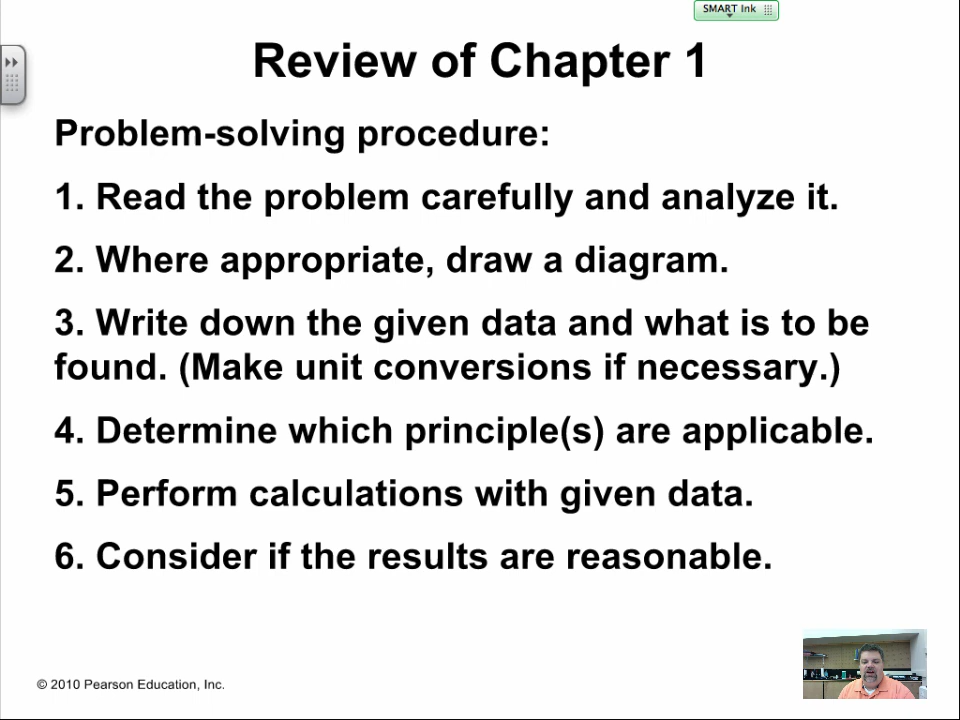 SMART Ink
Review of Chapter 1
Problem-solving procedure:
1. Read the problem carefully and analyze it.
2. Where appropriate, draw a diagram.
3. Write down the given data and what is to be
found. (Make unit conversions if necessary.)
4. Determine which principle(s) are applicable.
5. Perform calculations with given data.
6. Consider if the results are reasonable.
© 2010 Pearson Education, Inc.